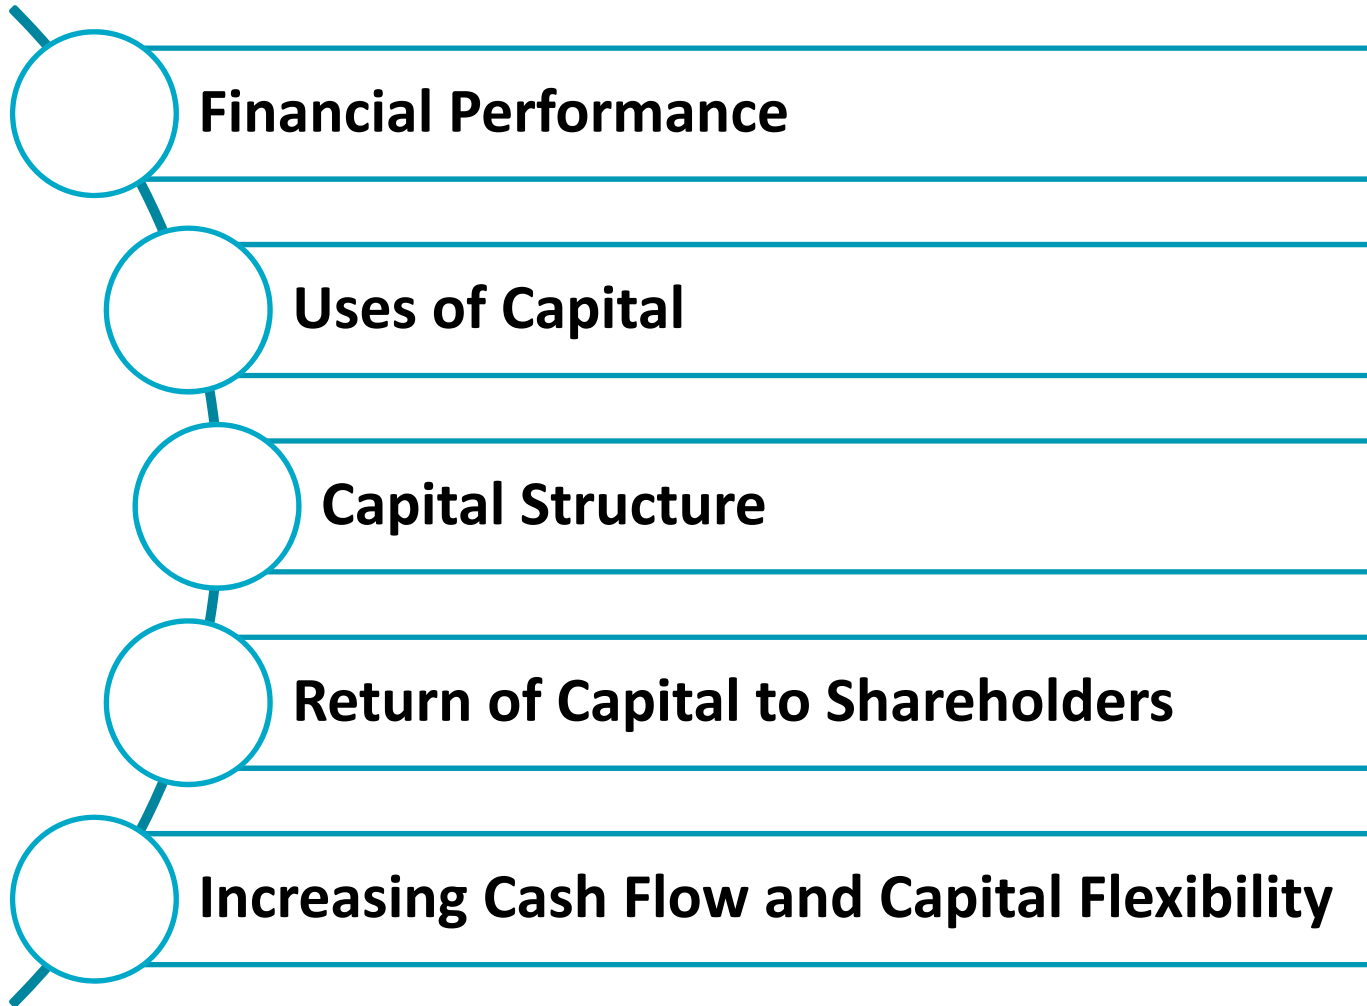 Financial Performance
Uses of Capital
Capital Structure
Return of Capital to Shareholders
Increasing Cash Flow and Capital Flexibility